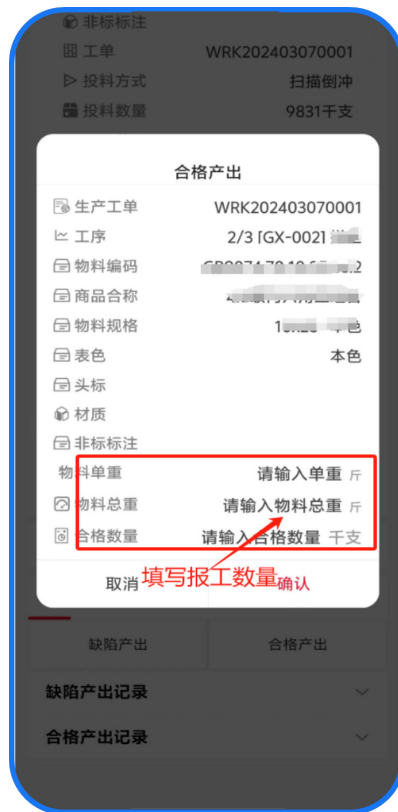 非标标注
工单 WRK202403070001
投料方式 扫描倒冲
投料数量 9831千支
合格产出
生产工单 WRK202403070001
工序 2/3 [GX-002]
物料编码
商品合称
物料规格
表色 本色
头标
材质
非标标注
物料单重 请输入单重 斤
物料总重 请输入物料总重 斤
合格数量 请输入合格数量 千支
填写报工数量
取消 确认
缺陷产出 合格产出
缺陷产出记录
合格产出记录